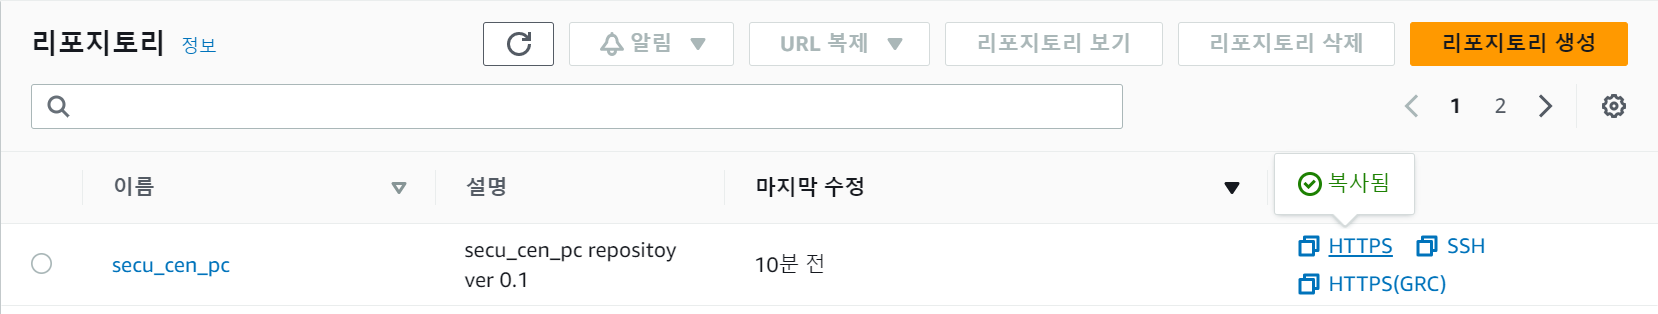 리포지토리 정보
알림
URL 복제
리포지토리 보기
리포지토리 삭제
리포지토리 생성
1 2
이름
설명
마지막 수정
복사됨
secu_cen_pc
secu_cen_pc repositoy
ver 0.1
10분 전
HTTPS SSH
HTTPS(GRC)